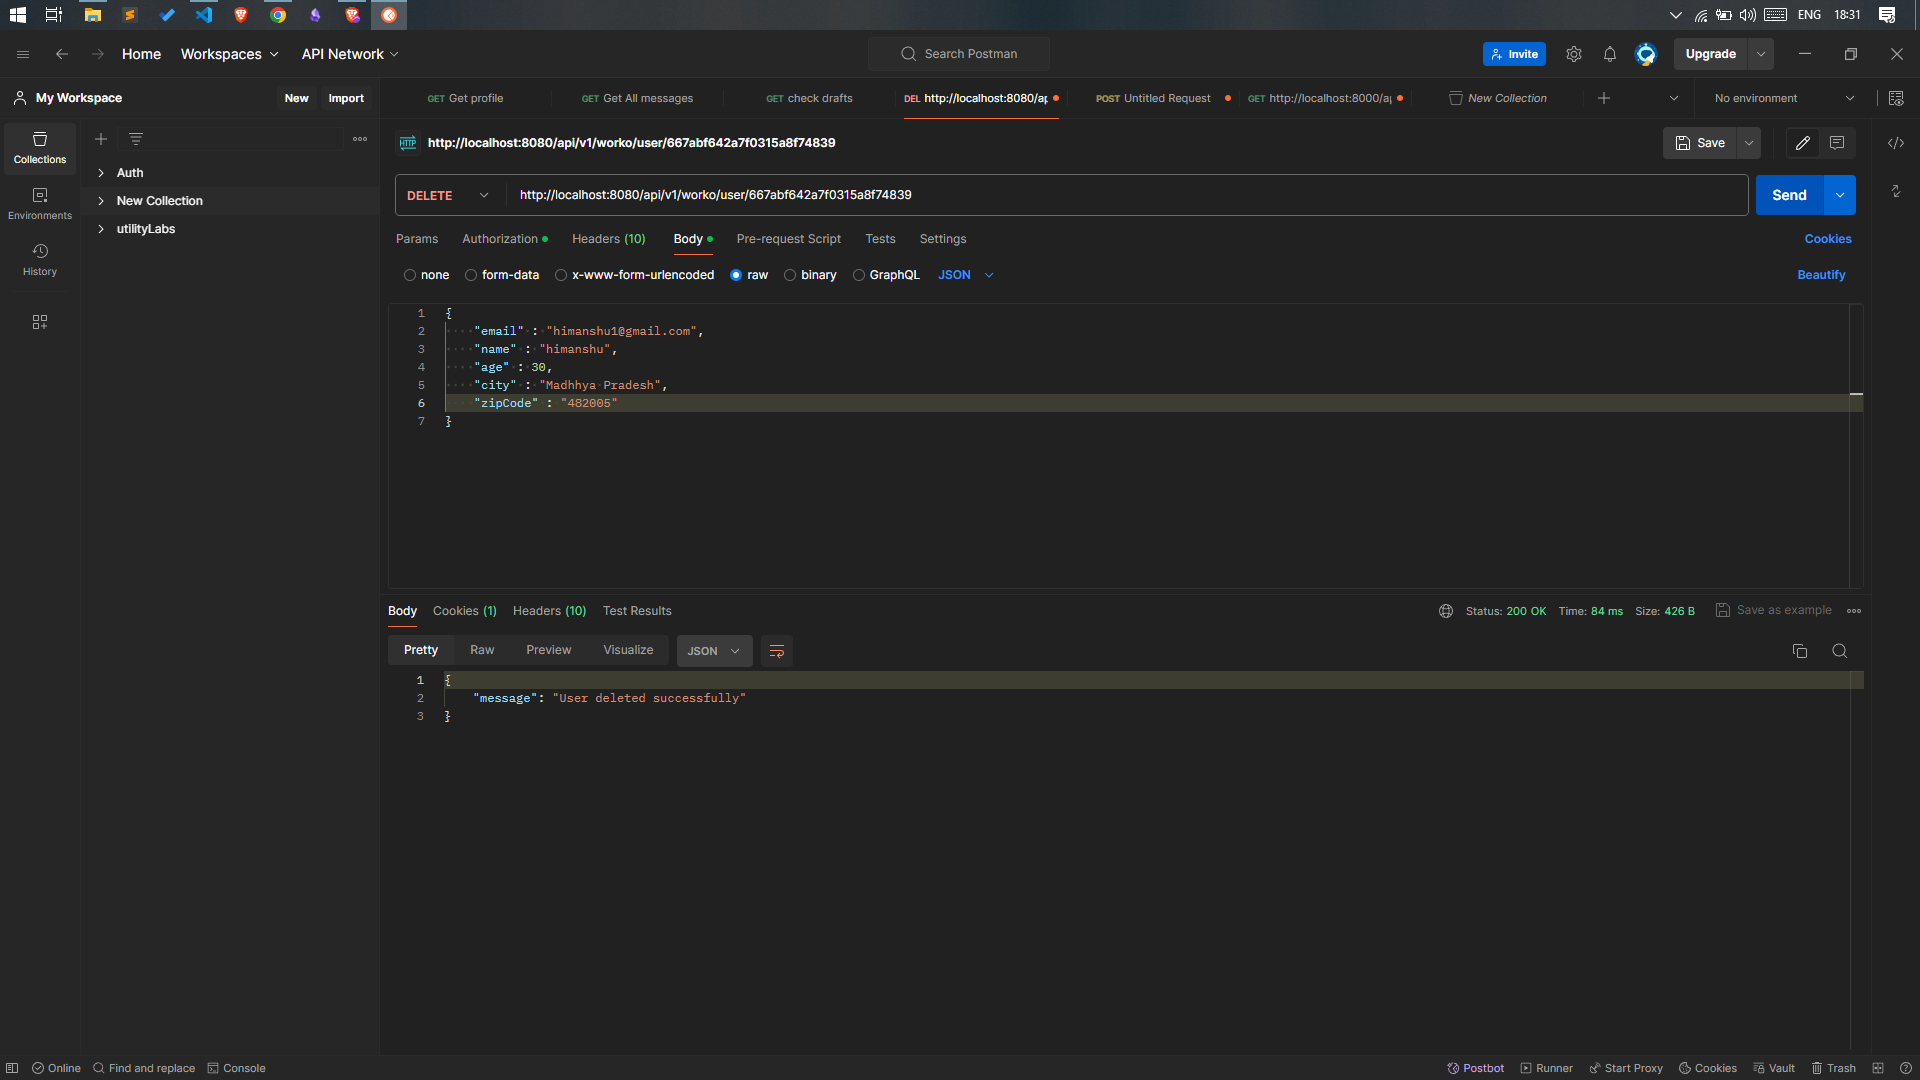 ENG 18:31
Home Workspaces API Network Search Postman Invite Upgrade
My Workspace New Import GET Get profile GET Get All messages GET check drafts DEL http://localhost:8080/ap POST Untitled Request GET http://localhost:8000/a New Collection No environment
Collections
Environments
History
Auth
New Collection
utilityLabs
HTTP http://localhost:8080/api/v1/worko/user/667abf642a7f0315a8f74839 Save
DELETE http://localhost:8080/api/v1/worko/user/667abf642a7f0315a8f74839 Send
Params Authorization Headers (10) Body Pre-request Script Tests Settings Cookies
none form-data x-www-form-urlencoded raw binary GraphQL JSON Beautify
1 {
2 "email" : "himanshu1@gmail.com",
3 "name" : "himanshu",
4 "age" : 30,
5 "city" : "Madhhya Pradesh",
6 "zipCode" : "482005"
7 }
Body Cookies (1) Headers (10) Test Results Status: 200 OK Time: 84 ms Size: 426 B Save as example
Pretty Raw Preview Visualize JSON
1 {
2 "message": "User deleted successfully"
3 }
Online Find and replace Console Postbot Runner Start Proxy Cookies Vault Trash